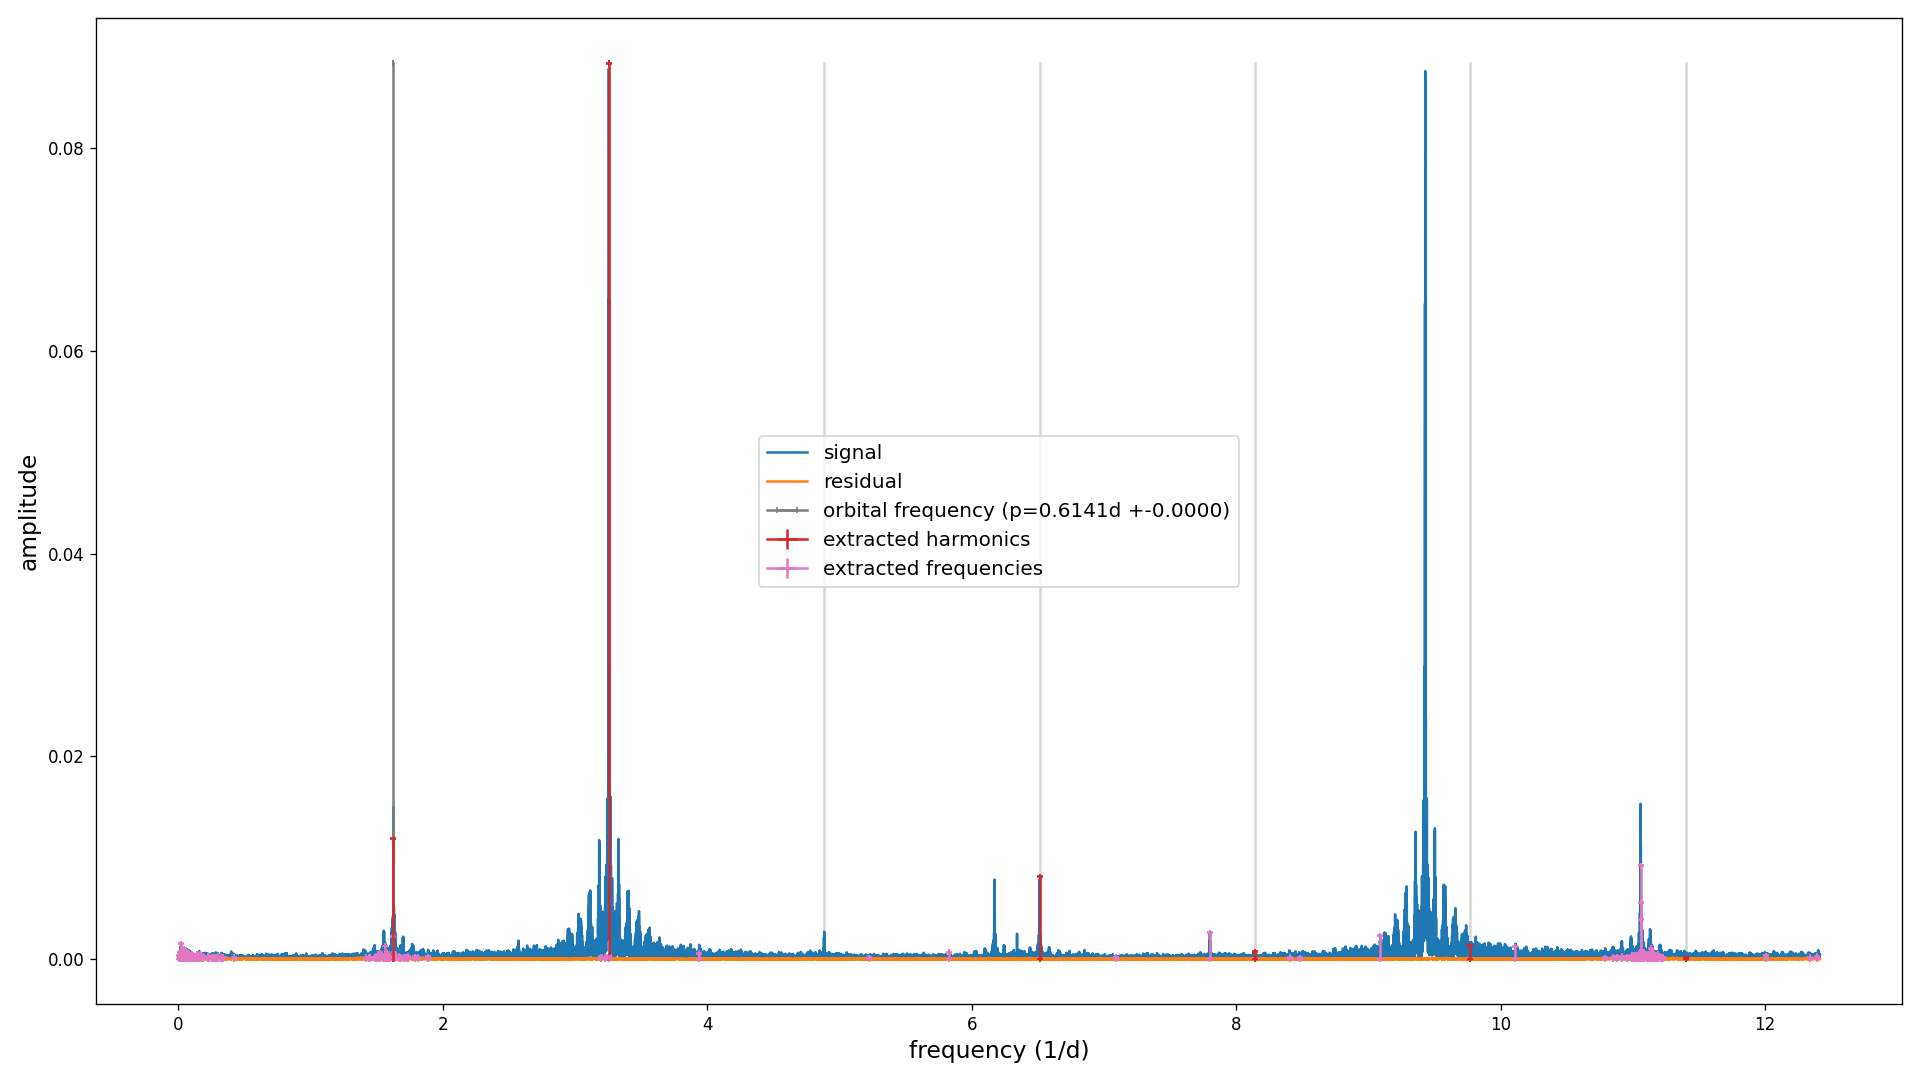 amplitude
0.08
0.06
0.04
0.02
0.00
signal
residual
orbital frequency (p=0.6141d +-0.0000)
extracted harmonics
extracted frequencies
0 2 4 6 8 10 12
frequency (1/d)